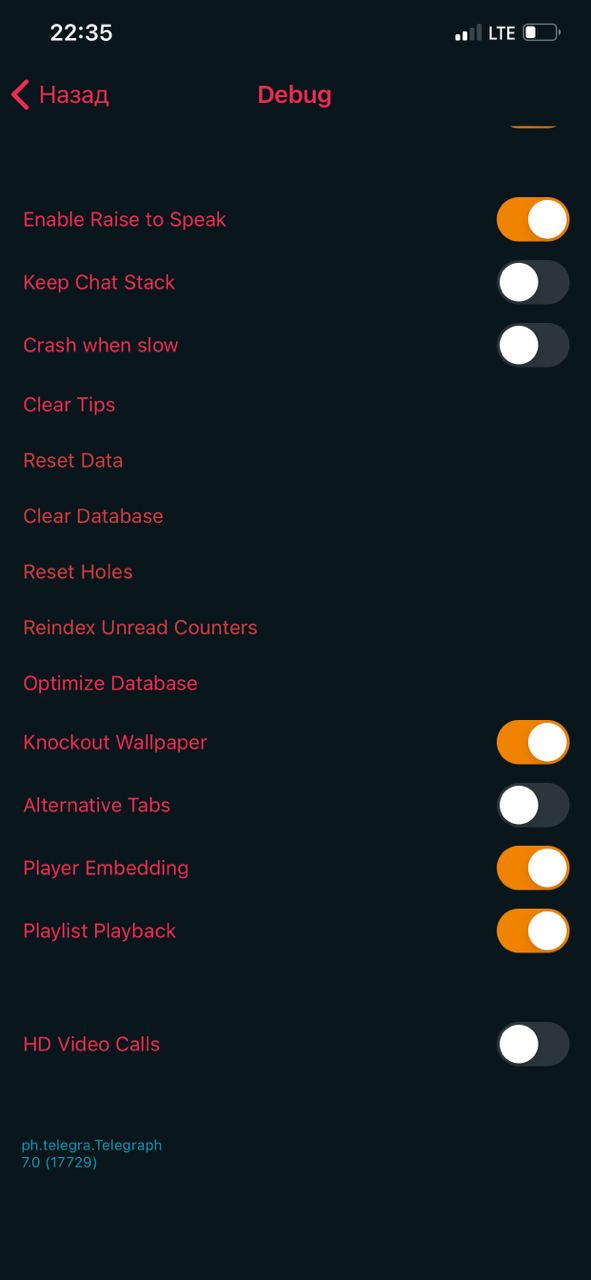 22:35
LTE
Назад
Debug
Enable Raise to Speak
Keep Chat Stack
Crash when slow
Clear Tips
Reset Data
Clear Database
Reset Holes
Reindex Unread Counters
Optimize Database
Knockout Wallpaper
Alternative Tabs
Player Embedding
Playlist Playback
HD Video Calls
ph.telegra.Telegraph
7.0 (17729)